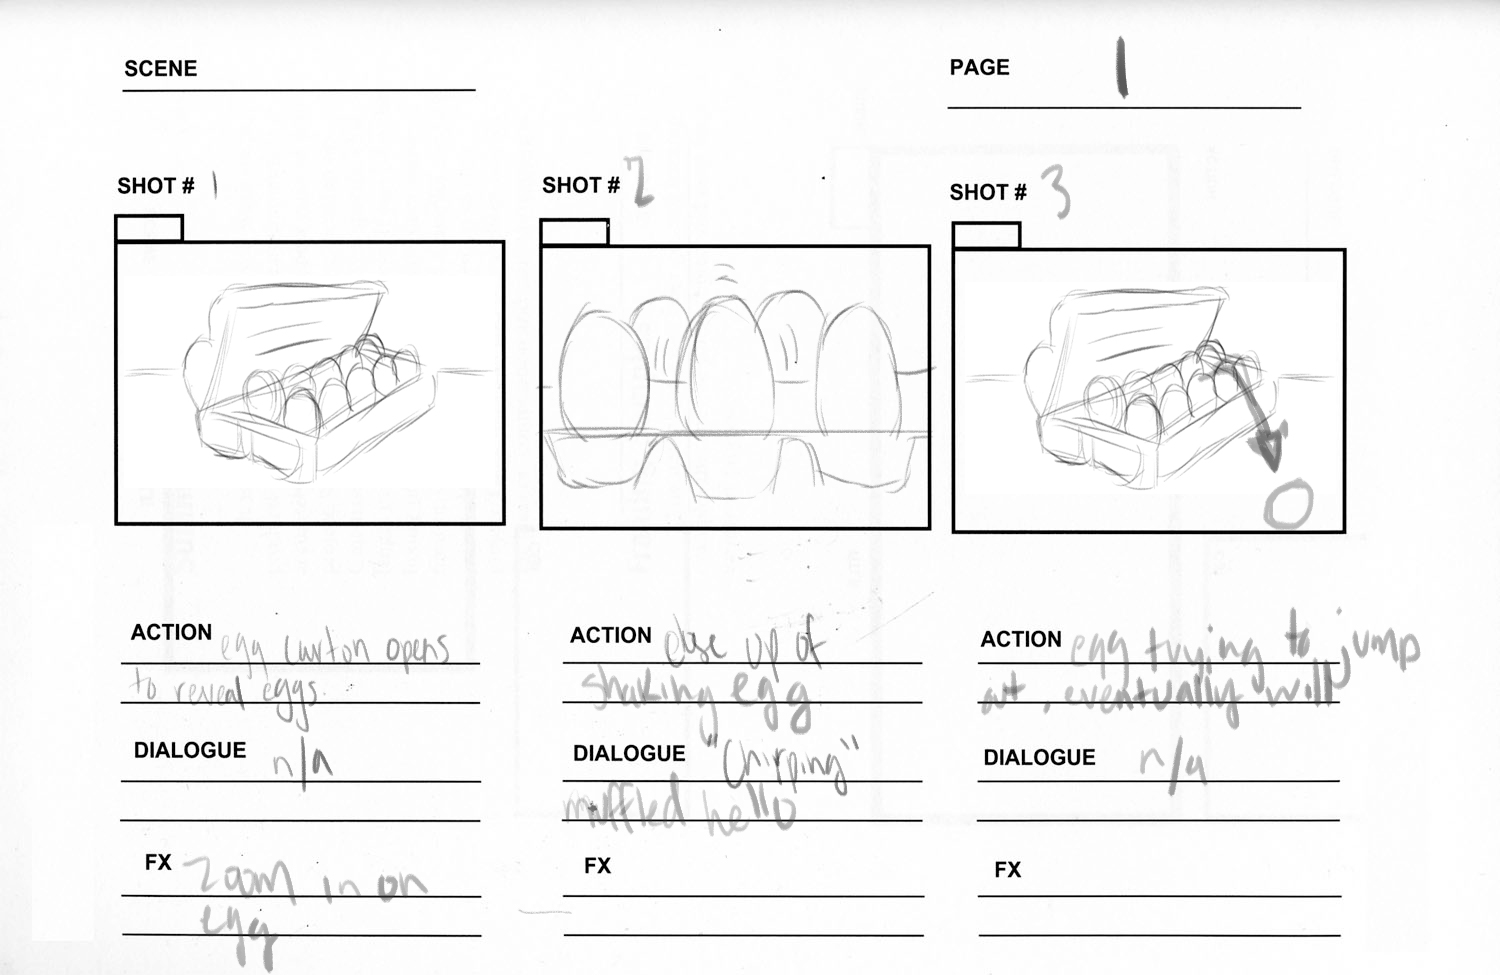 SCENE
PAGE 1
SHOT # 1
SHOT # 2
SHOT # 3
ACTION egg carton opens
to reveal eggs.
DIALOGUE n/a
FX Zoom in on
egg
ACTION close up of
shaking egg
DIALOGUE "Chirping"
muffled hello
FX
ACTION egg trying to jump
out, eventually will
DIALOGUE n/a
FX